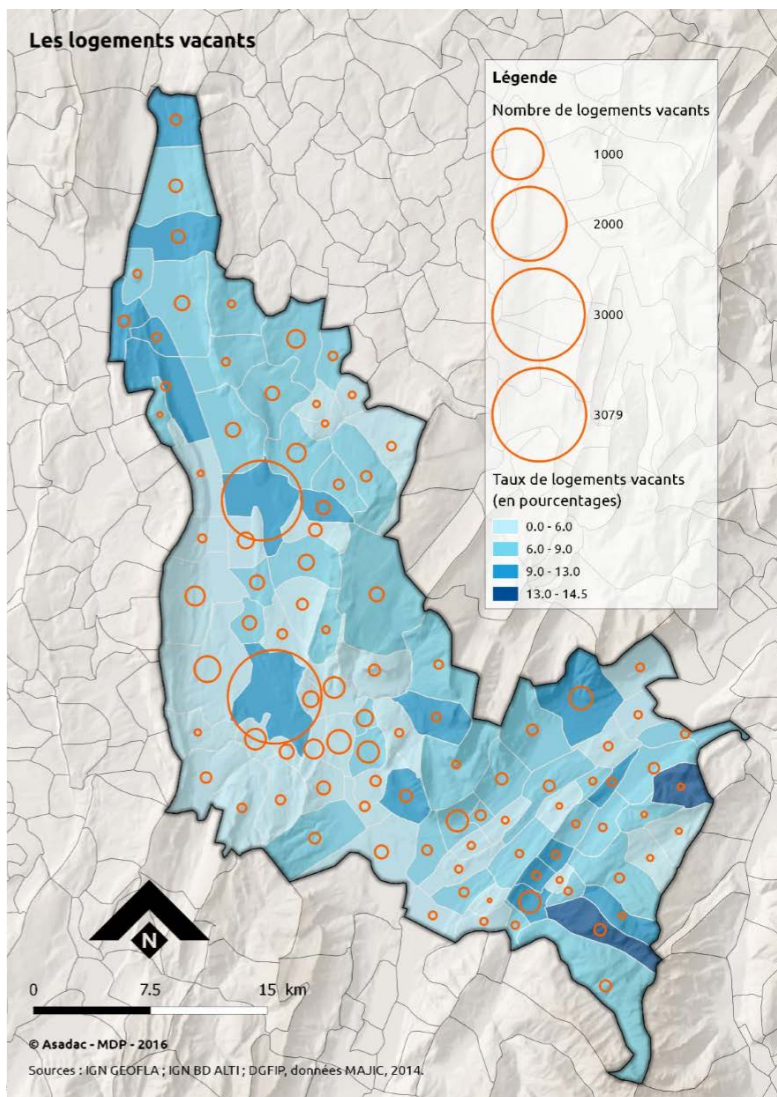 Les logements vacants
Légende
Nombre de logements vacants
1000
2000
3000
3079
Taux de logements vacants
(en pourcentages)
0.0 - 6.0
6.0 - 9.0
9.0 - 13.0
13.0 - 14.5
N
0 7.5 15 km
© Asadac - MDP - 2016
Sources : IGN GEOFLA ; IGN BD ALTI ; DGFIP, données MAJIC, 2014.